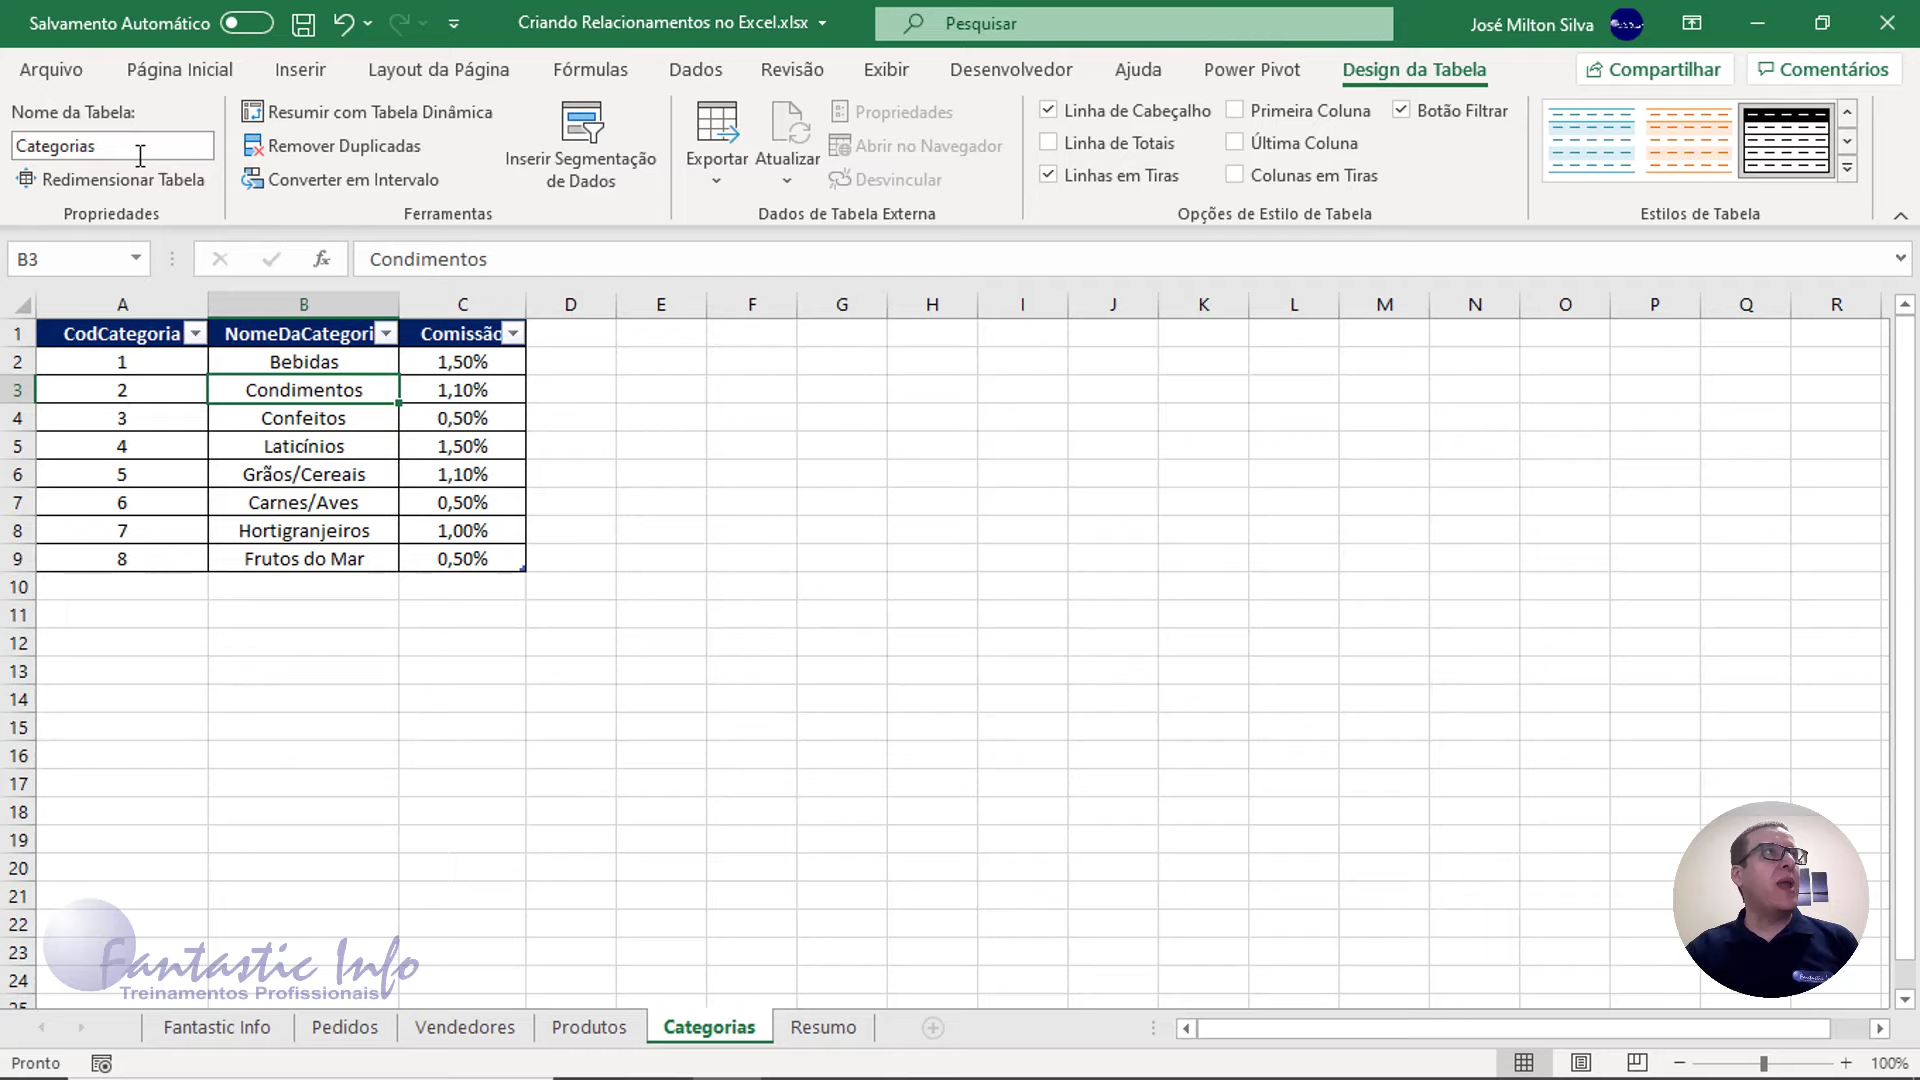 Salvamento Automático
Criando Relacionamentos no Excel.xlsx
Pesquisar
José Milton Silva
Arquivo Página Inicial Inserir Layout da Página Fórmulas Dados Revisão Exibir Desenvolvedor Ajuda Power Pivot Design da Tabela Compartilhar Comentários
Nome da Tabela:
Categorias
Redimensionar Tabela
Propriedades
Resumir com Tabela Dinâmica
Remover Duplicadas
Converter em Intervalo
Inserir Segmentação
de Dados
Ferramentas
Exportar
Atualizar
Propriedades
Abrir no Navegador
Desvincular
Dados de Tabela Externa
Linha de Cabeçalho Primeira Coluna Botão Filtrar
Linha de Totais Última Coluna
Linhas em Tiras Colunas em Tiras
Opções de Estilo de Tabela
Estilos de Tabela
B3 fx Condimentos
A B C D E F G H I J K L M N O P Q R
1 CodCategoria NomeDaCategori Comissão
2 1 Bebidas 1,50%
3 2 Condimentos 1,10%
4 3 Confeitos 0,50%
5 4 Laticínios 1,50%
6 5 Grãos/Cereais 1,10%
7 6 Carnes/Aves 0,50%
8 7 Hortigranjeiros 1,00%
9 8 Frutos do Mar 0,50%
10
11
12
13
14
15
16
17
18
19
20
21
22
23
24
25
Fantastic Info
Treinamentos Profissionais
Fantastic Info Pedidos Vendedores Produtos Categorias Resumo
Pronto
100%